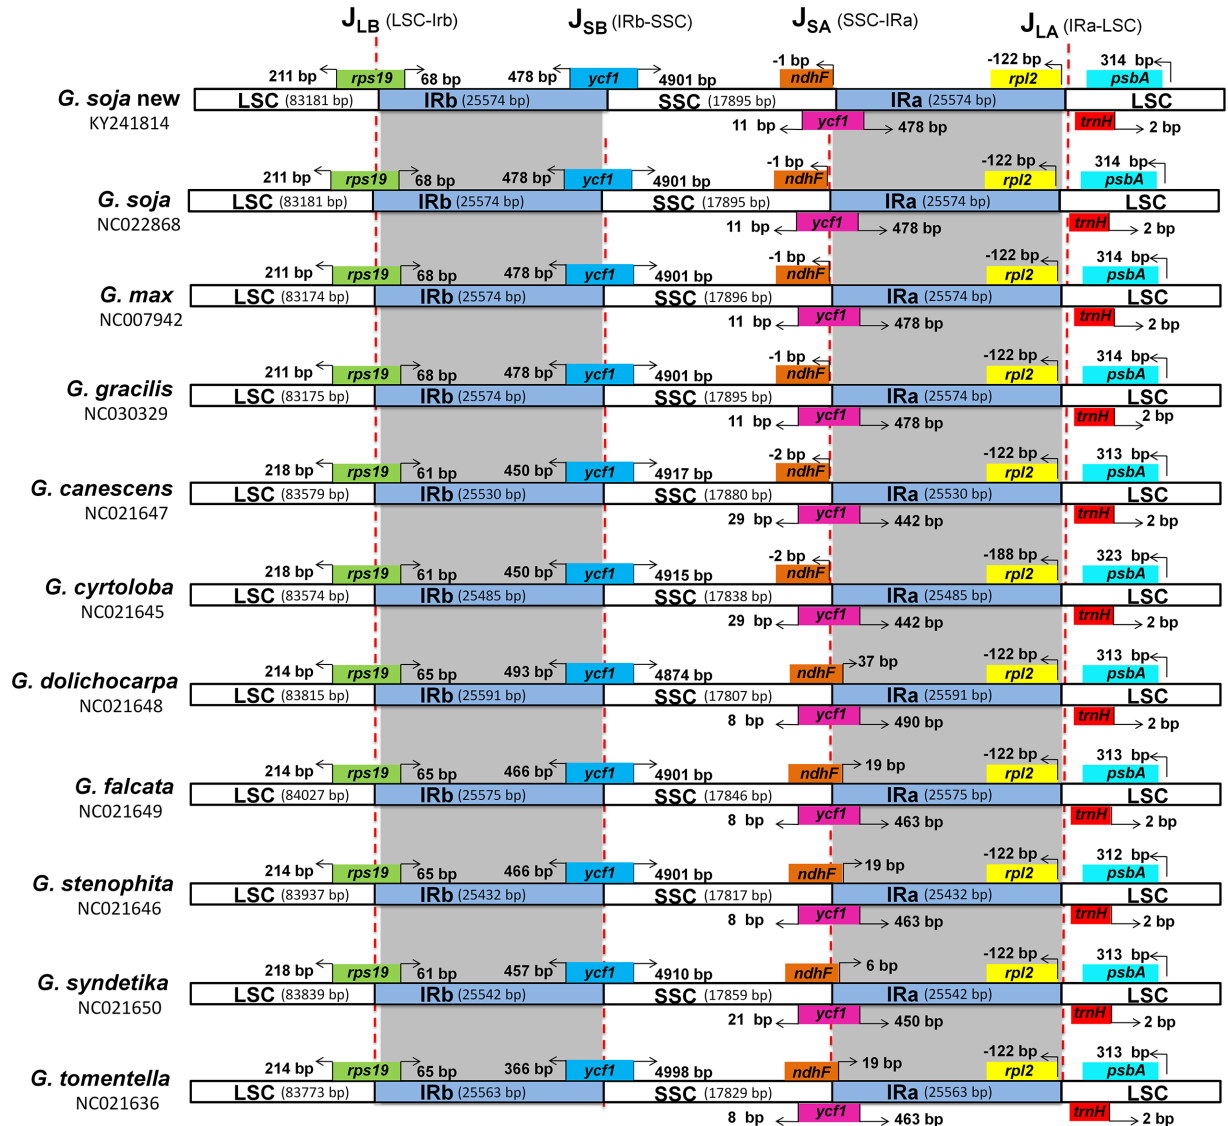 JLB (LSC-Irb) JSB (IRb-SSC) JSA (SSC-IRa) JLA (IRa-LSC)
211 bp rps19 68 bp 478 bp ycf1 4901 bp -1 bp ndhF -122 bp rpl2 314 bp psbA
G. soja new LSC (83181 bp) IRb (25574 bp) SSC (17895 bp) IRa (25574 bp) LSC
KY241814 11 bp ycf1 478 bp trnH 2 bp
211 bp rps19 68 bp 478 bp ycf1 4901 bp -1 bp ndhF -122 bp rpl2 314 bp psbA
G. soja LSC (83181 bp) IRb (25574 bp) SSC (17895 bp) IRa (25574 bp) LSC
NC022868 11 bp ycf1 478 bp trnH 2 bp
211 bp rps19 68 bp 478 bp ycf1 4901 bp -1 bp ndhF -122 bp rpl2 314 bp psbA
G. max LSC (83174 bp) IRb (25574 bp) SSC (17896 bp) IRa (25574 bp) LSC
NC007942 11 bp ycf1 478 bp trnH 2 bp
211 bp rps19 68 bp 478 bp ycf1 4901 bp -1 bp ndhF -122 bp rpl2 314 bp psbA
G. gracilis LSC (83175 bp) IRb (25574 bp) SSC (17895 bp) IRa (25574 bp) LSC
NC030329 11 bp ycf1 478 bp trnH 2 bp
218 bp rps19 61 bp 450 bp ycf1 4917 bp -2 bp ndhF -122 bp rpl2 313 bp psbA
G. canescens LSC (83579 bp) IRb (25530 bp) SSC (17880 bp) IRa (25530 bp) LSC
NC021647 29 bp ycf1 442 bp trnH 2 bp
218 bp rps19 61 bp 450 bp ycf1 4915 bp -2 bp ndhF -188 bp rpl2 323 bp psbA
G. cyrtoloba LSC (83574 bp) IRb (25485 bp) SSC (17838 bp) IRa (25485 bp) LSC
NC021645 29 bp ycf1 442 bp trnH 2 bp
214 bp rps19 65 bp 493 bp ycf1 4874 bp ndhF 37 bp -122 bp rpl2 313 bp psbA
G. dolichocarpa LSC (83815 bp) IRb (25591 bp) SSC (17807 bp) IRa (25591 bp) LSC
NC021648 8 bp ycf1 490 bp trnH 2 bp
214 bp rps19 65 bp 466 bp ycf1 4901 bp ndhF 19 bp -122 bp rpl2 313 bp psbA
G. falcata LSC (84027 bp) IRb (25575 bp) SSC (17846 bp) IRa (25575 bp) LSC
NC021649 8 bp ycf1 463 bp trnH 2 bp
214 bp rps19 65 bp 466 bp ycf1 4901 bp ndhF 19 bp -122 bp rpl2 312 bp psbA
G. stenophita LSC (83937 bp) IRb (25432 bp) SSC (17817 bp) IRa (25432 bp) LSC
NC021646 8 bp ycf1 463 bp trnH 2 bp
218 bp rps19 61 bp 457 bp ycf1 4910 bp ndhF 6 bp -122 bp rpl2 313 bp psbA
G. syndetika LSC (83839 bp) IRb (25542 bp) SSC (17859 bp) IRa (25542 bp) LSC
NC021650 21 bp ycf1 450 bp trnH 2 bp
214 bp rps19 65 bp 366 bp ycf1 4998 bp ndhF 19 bp -122 bp rpl2 313 bp psbA
G. tomentella LSC (83773 bp) IRb (25563 bp) SSC (17829 bp) IRa (25563 bp) LSC
NC021636 8 bp ycf1 463 bp trnH 2 bp